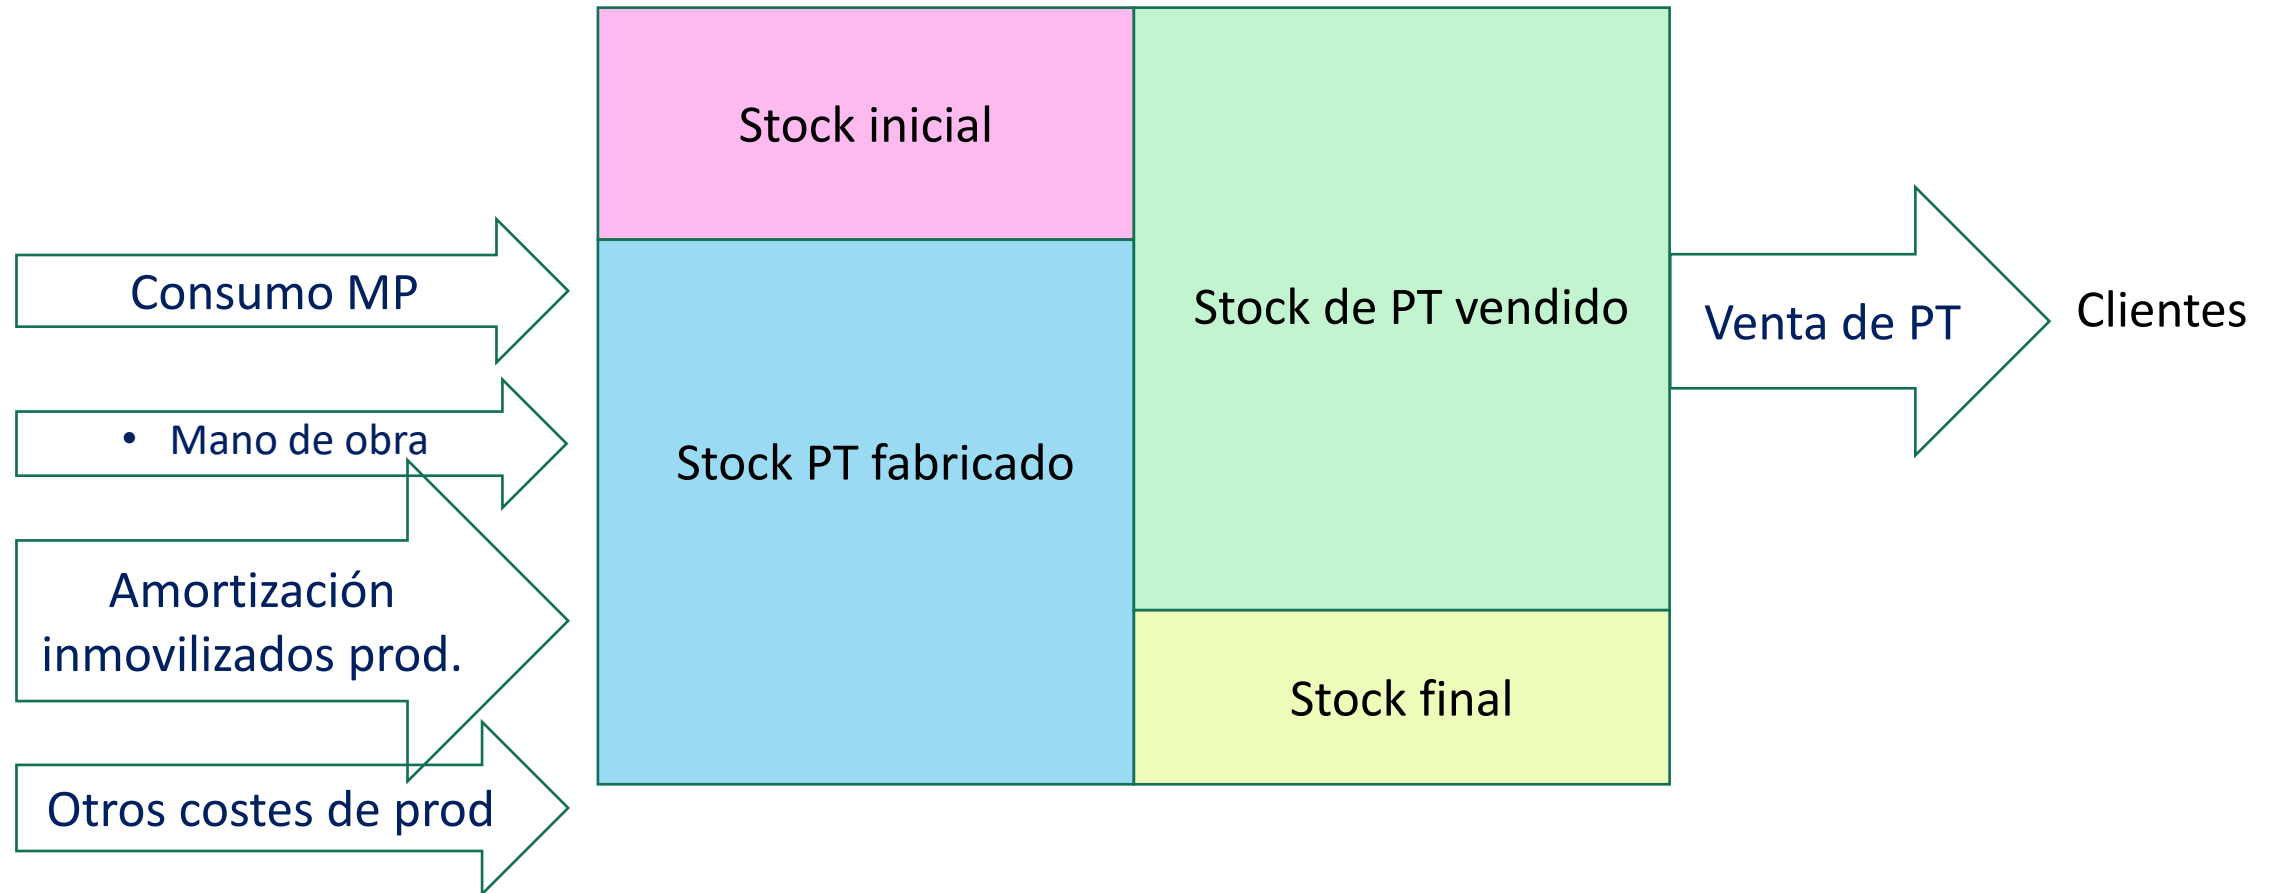 Stock inicial
Consumo MP
• Mano de obra
Amortización
inmovilizados prod.
Otros costes de prod
Stock PT fabricado
Stock de PT vendido
Stock final
Venta de PT
Clientes